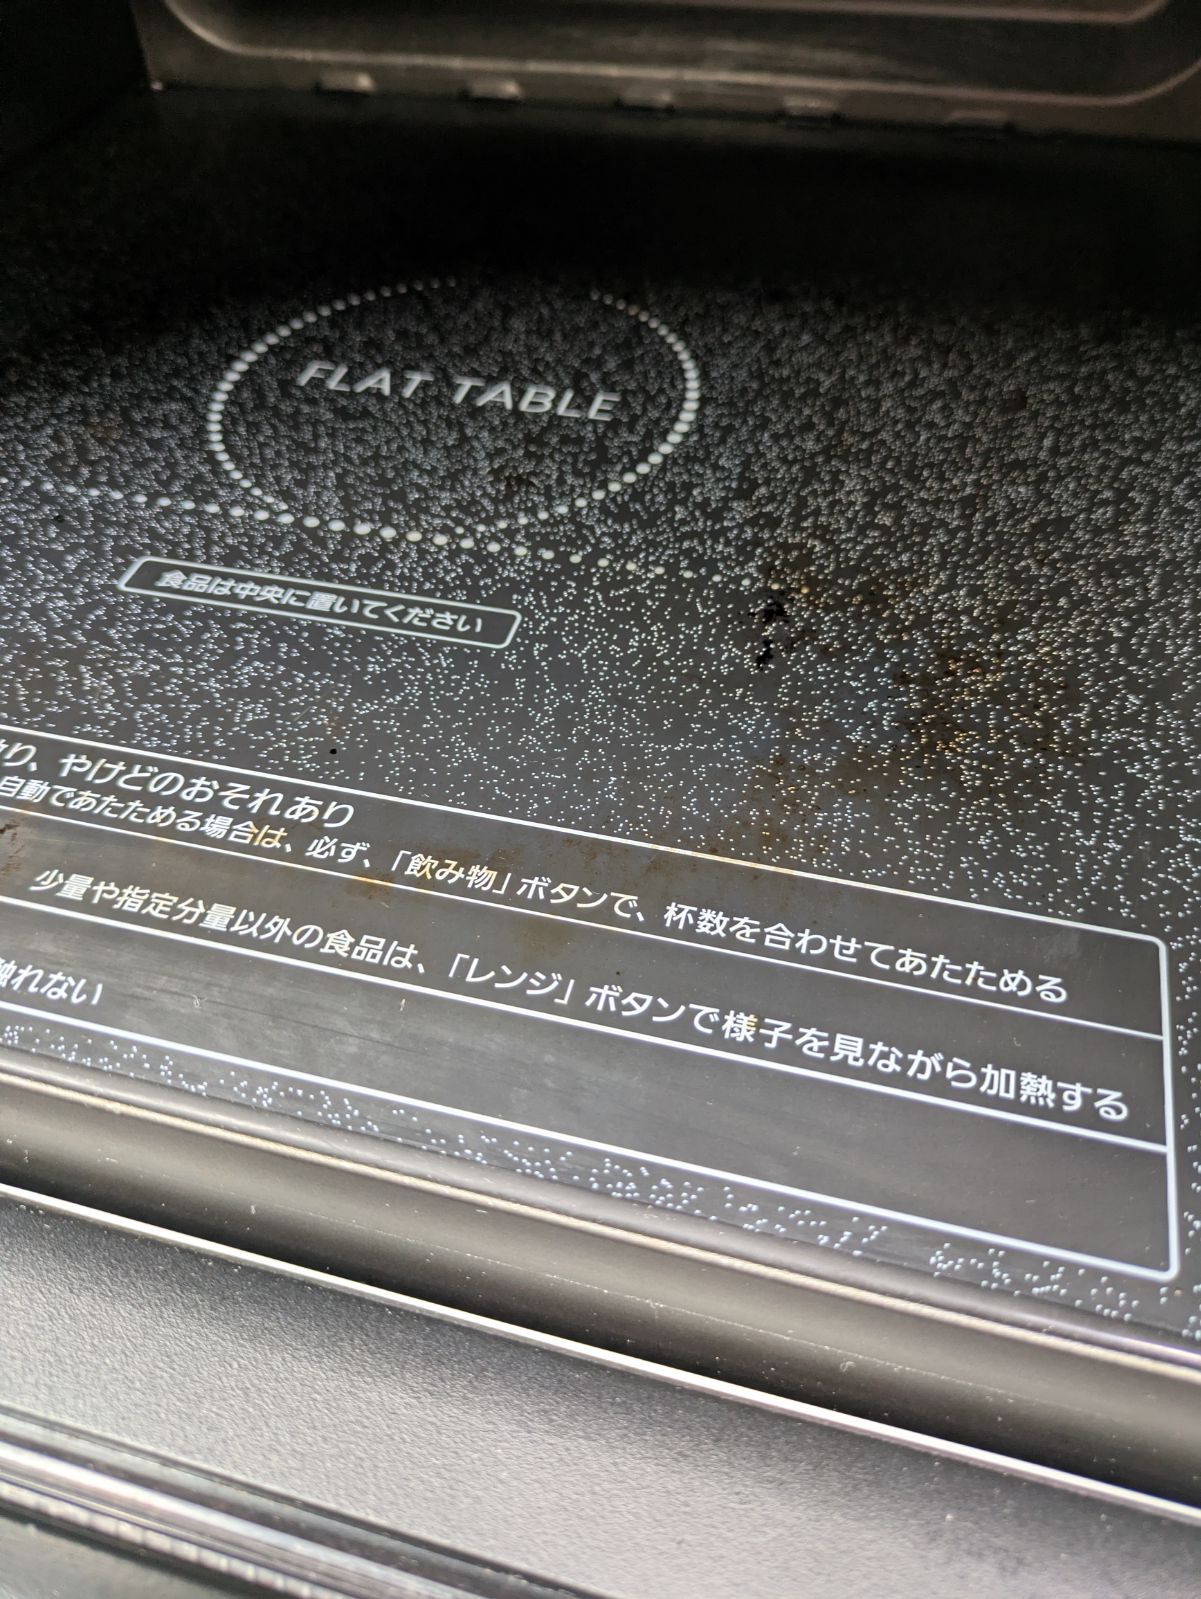 FLAT TABLE
食品は中央に置いてください
り、やけどのおそれあり
自動であたためる場合は、必ず、「飲み物」ボタンで、杯数を合わせてあたためる
少量や指定分量以外の食品は、「レンジ」ボタンで様子を見ながら加熱する
触れない